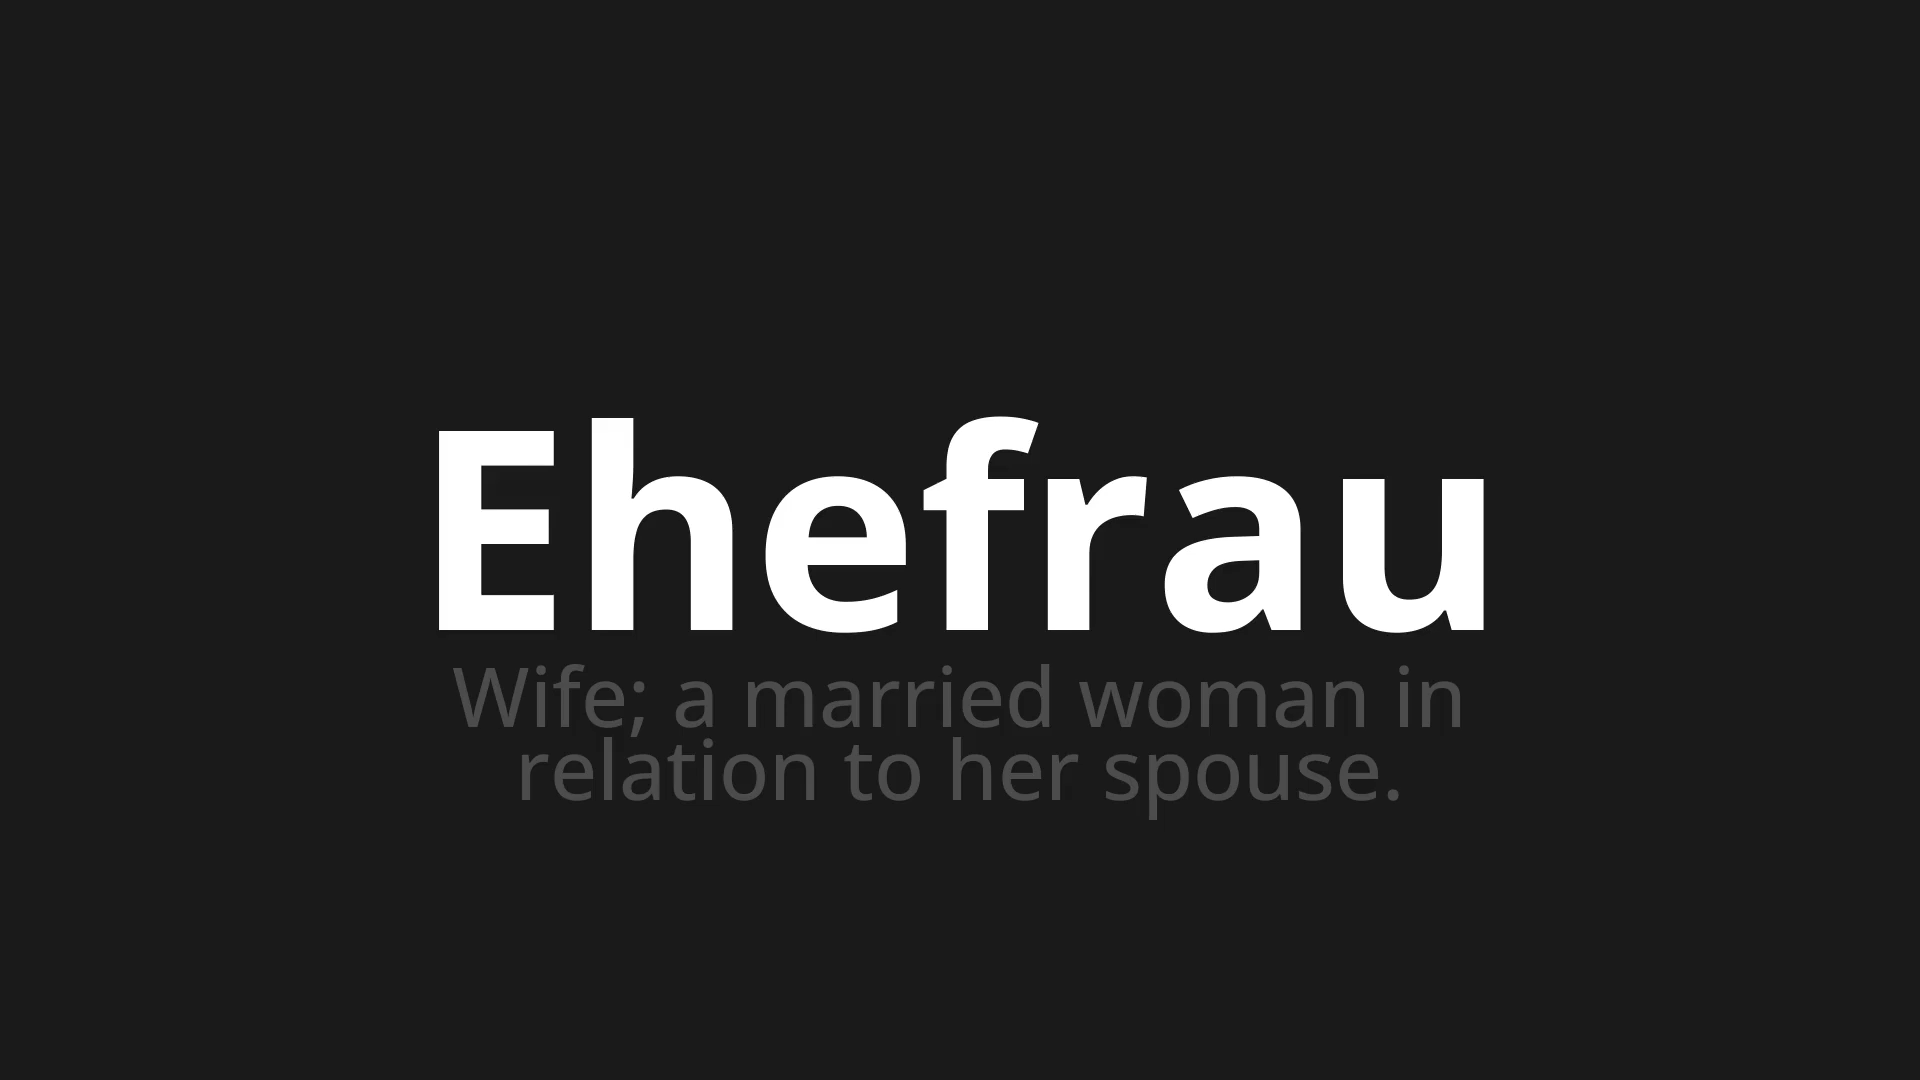 Ehefrau
Wife; a married woman in
relation to her spouse.